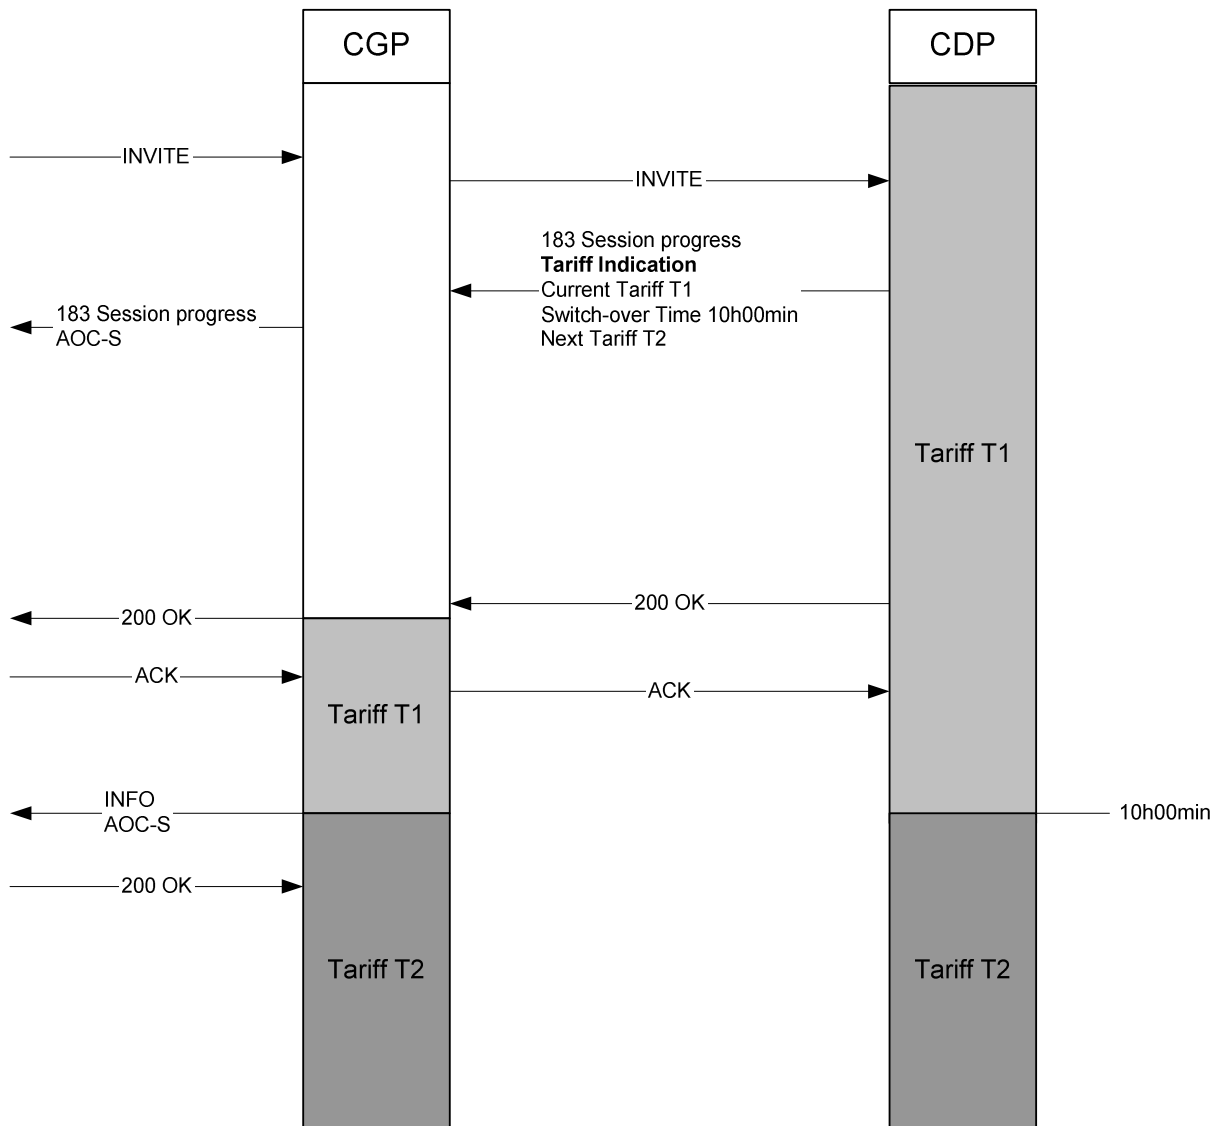 CGP
CDP
INVITE
INVITE
183 Session progress
Tariff Indication
Current Tariff T1
Switch-over Time 10h00min
Next Tariff T2
183 Session progress
AOC-S
Tariff T1
200 OK
200 OK
ACK
ACK
Tariff T1
INFO
AOC-S
10h00min
200 OK
Tariff T2
Tariff T2